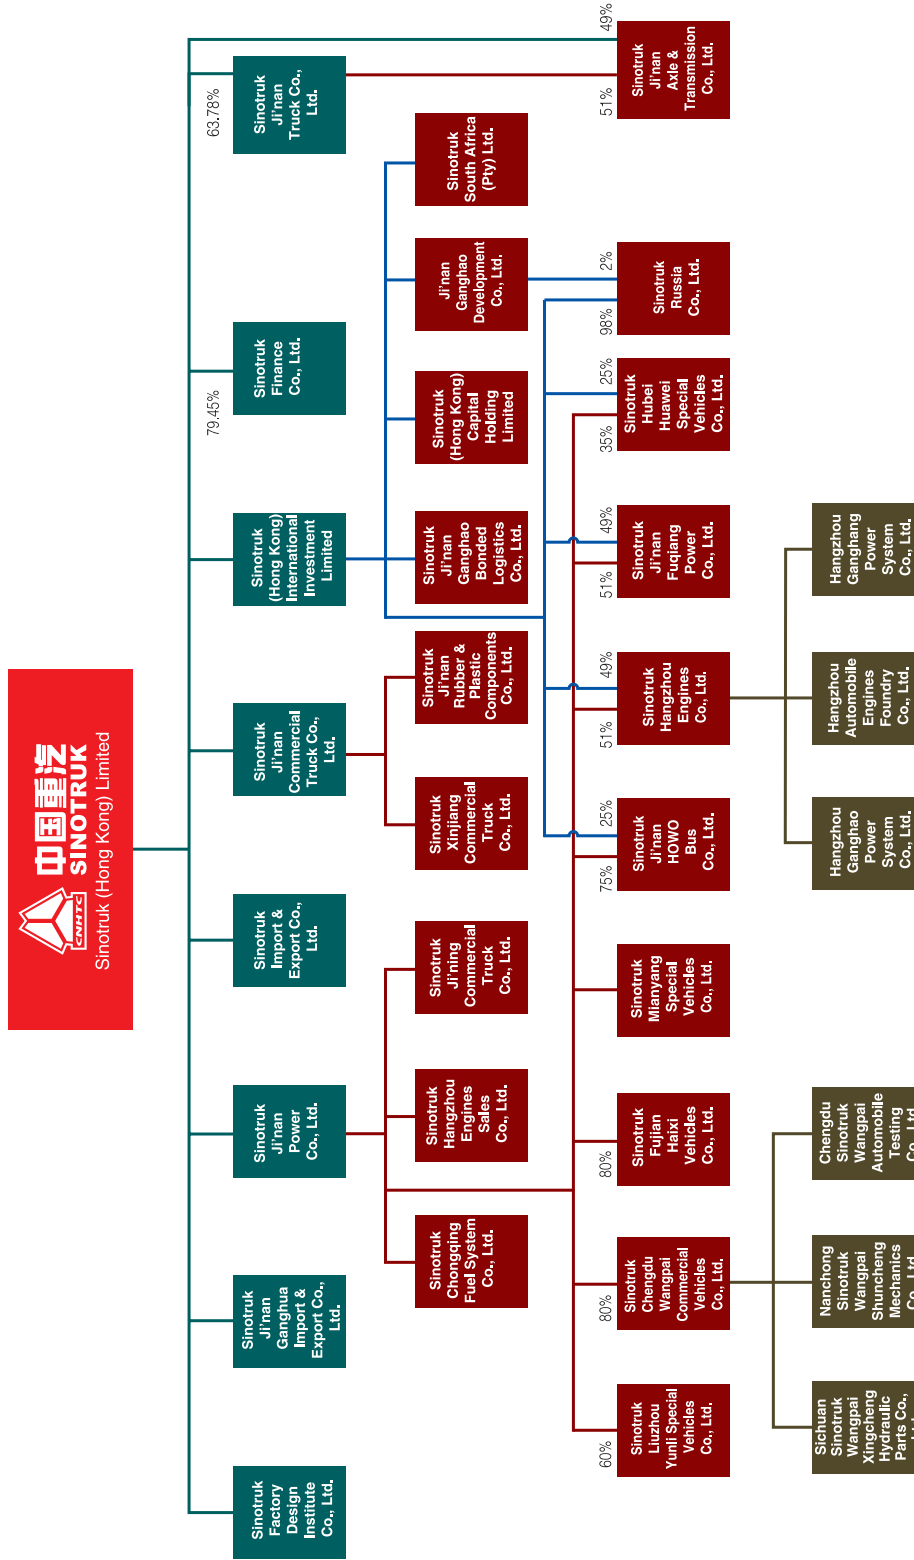 中国重汽
CNHTC
SINOTRUK
Sinotruk (Hong Kong) Limited
Sinotruk
Factory
Design
Institute
Co., Ltd.
Sinotruk
Ji'nan
Ganghua
Import &
Export Co.,
Ltd.
Sinotruk
Ji'nan
Power
Co., Ltd.
Sinotruk
Import &
Export Co.,
Ltd.
Sinotruk
Ji'nan
Commercial
Truck Co.,
Ltd.
Sinotruk
(Hong Kong)
International
Investment
Limited
79.45%
Sinotruk
Finance
Co., Ltd.
63.78%
Sinotruk
Ji'nan
Truck Co.,
Ltd.
Sinotruk
Chongqing
Fuel System
Co., Ltd.
Sinotruk
Hangzhou
Engines
Sales
Co., Ltd.
Sinotruk
Ji'ning
Commercial
Truck
Co., Ltd.
Sinotruk
Xinjiang
Commercial
Truck
Co., Ltd.
Sinotruk
Ji'nan
Rubber &
Plastic
Components
Co., Ltd.
Sinotruk
Ji'nan
Ganghao
Bonded
Logistics
Co., Ltd.
Sinotruk
(Hong Kong)
Capital
Holding
Limited
Ji'nan
Ganghao
Development
Co., Ltd.
Sinotruk
South Africa
(Pty) Ltd.
60%
Sinotruk
Liuzhou
Yunli Special
Vehicles
Co., Ltd.
80%
Sinotruk
Chengdu
Wangpai
Commercial
Vehicles
Co., Ltd.
80%
Sinotruk
Fujian
Haixi
Vehicles
Co., Ltd.
Sinotruk
Mianyang
Special
Vehicles
Co., Ltd.
75%
25%
Sinotruk
Ji'nan
HOWO
Bus
Co., Ltd.
51%
49%
Sinotruk
Hangzhou
Engines
Co., Ltd.
51%
49%
Sinotruk
Ji'nan
Fuqiang
Power
Co., Ltd.
35%
25%
Sinotruk
Hubei
Huawei
Special
Vehicles
Co., Ltd.
98%
2%
Sinotruk
Russia
Co., Ltd.
51%
49%
Sinotruk
Ji'nan
Axle &
Transmission
Co., Ltd.
Sichuan
Sinotruk
Wangpai
Xingcheng
Hydraulic
Parts Co.,
Ltd.
Nanchong
Sinotruk
Wangpai
Shuncheng
Mechanics
Co., Ltd.
Chengdu
Sinotruk
Wangpai
Automobile
Testing
Co., Ltd.
Hangzhou
Ganghao
Power
System
Co., Ltd.
Hangzhou
Automobile
Engines
Foundry
Co., Ltd.
Hangzhou
Ganghang
Power
System
Co., Ltd.